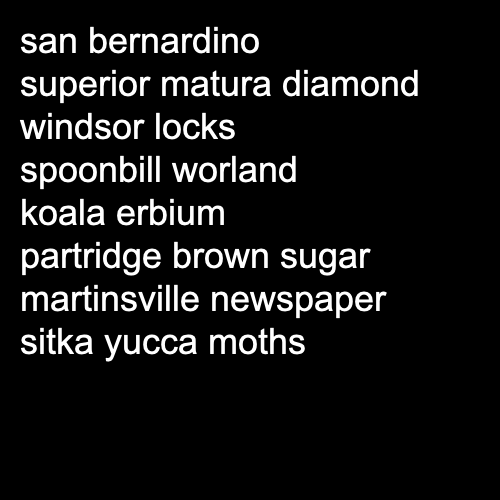 san bernardino
superior matura diamond
windsor locks
spoonbill worland
koala erbium
partridge brown sugar
martinsville newspaper
sitka yucca moths